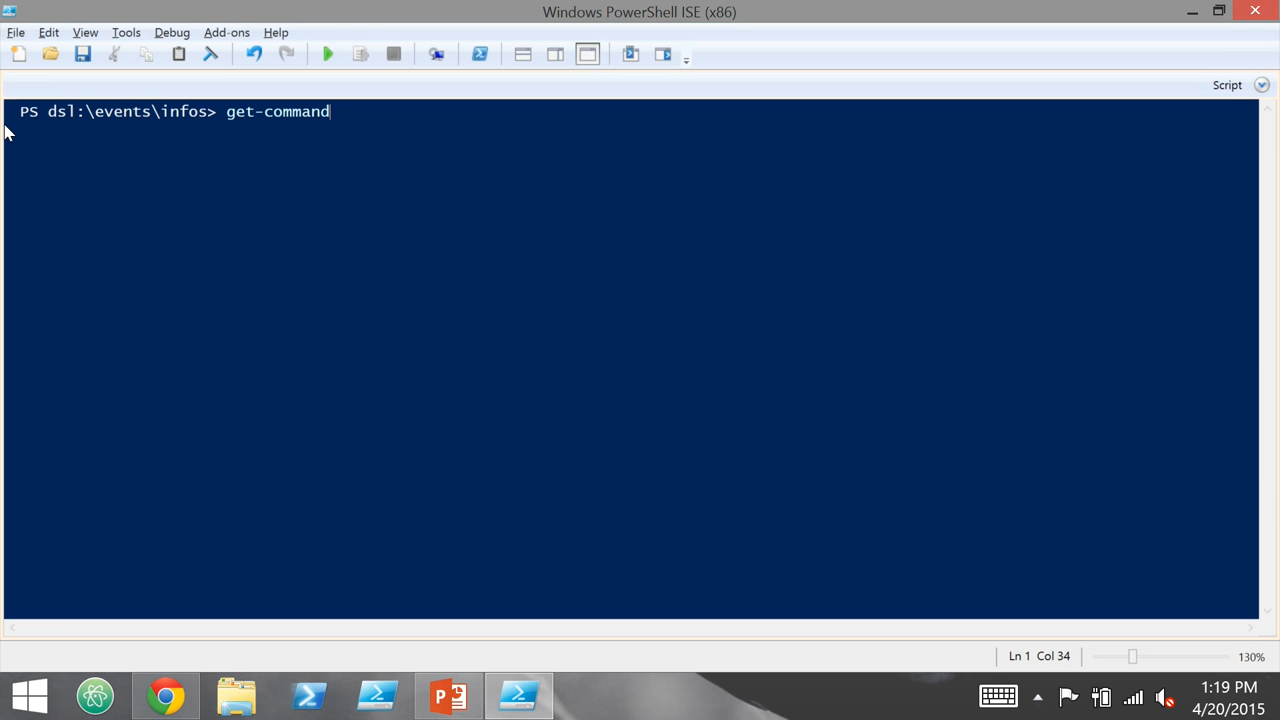 Windows PowerShell ISE (x86)
File Edit View Tools Debug Add-ons Help
Script
PS dsl:\events\infos> get-command
Ln 1 Col 34 130%
1:19 PM
4/20/2015